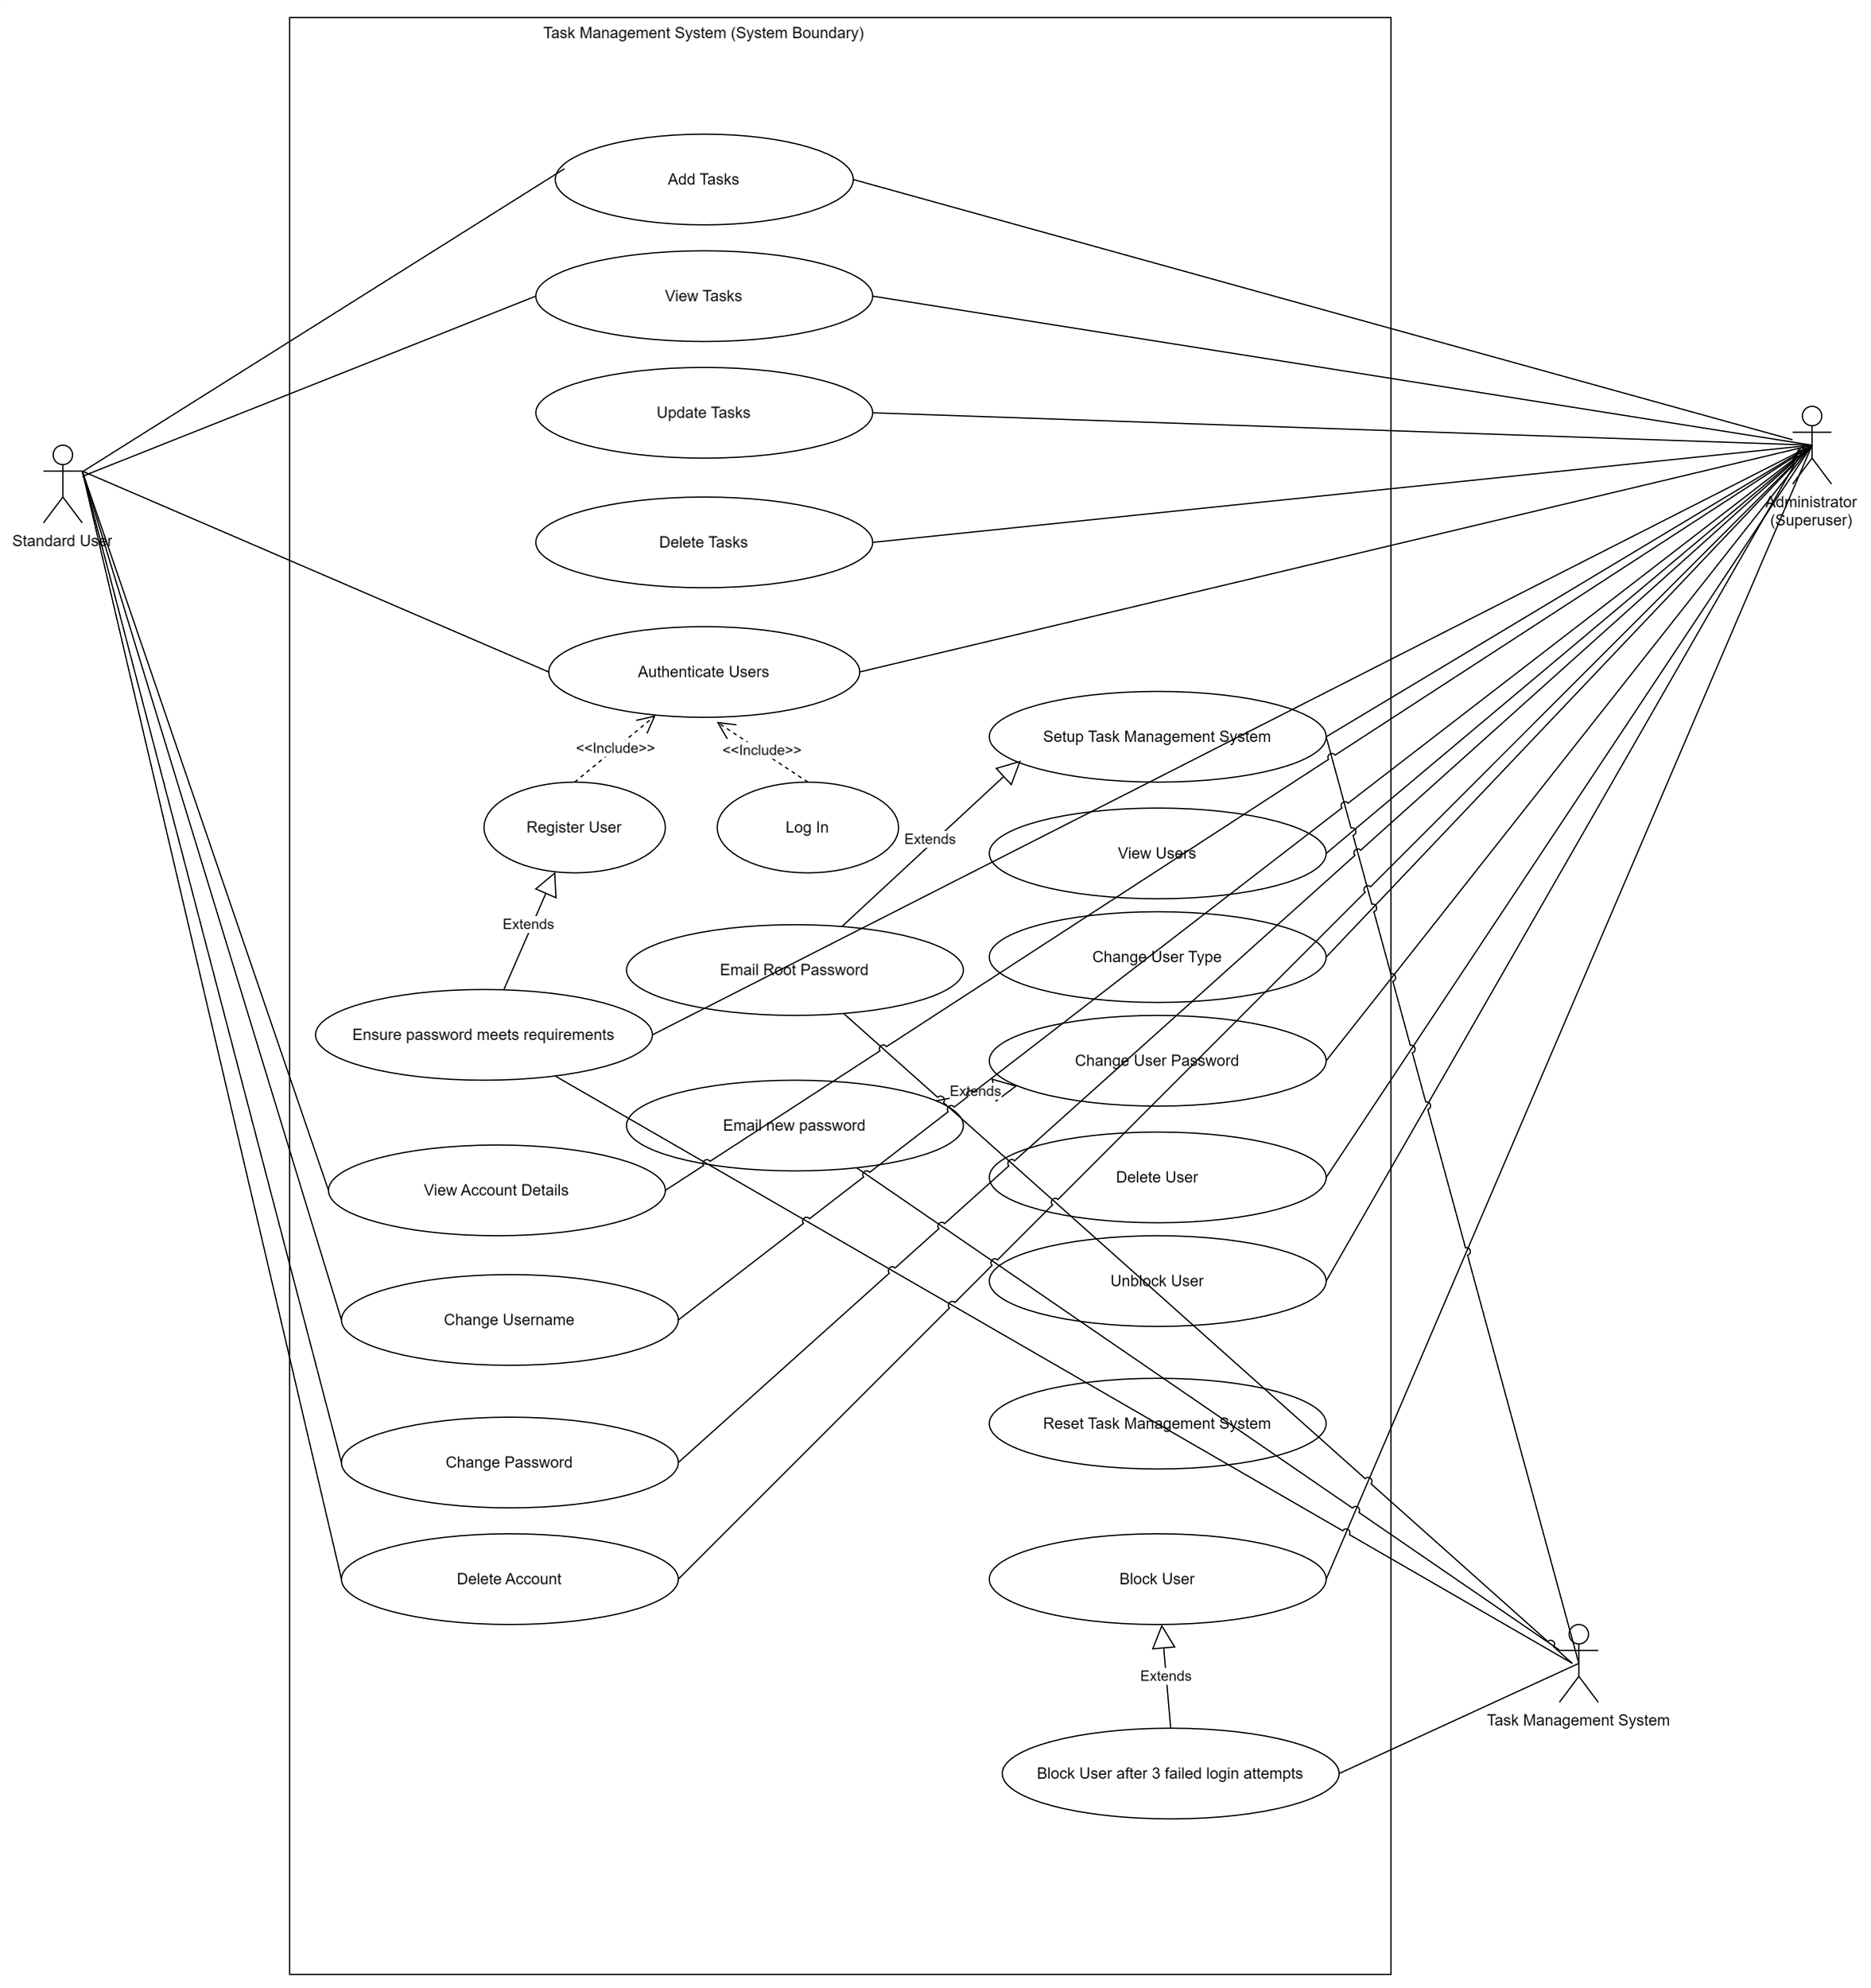 Task Management System (System Boundary)
Add Tasks
View Tasks
Update Tasks
Standard User
Administrator
(Superuser)
Delete Tasks
Authenticate Users
<<Include>>
<<Include>>
Setup Task Management System
Register User
Log In
Extends
View Users
Extends
Email Root Password
Change User Type
Ensure password meets requirements
Change User Password
Extends
Email new password
View Account Details
Delete User
Unblock User
Change Username
Reset Task Management System
Change Password
Delete Account
Block User
Extends
Task Management System
Block User after 3 failed login attempts